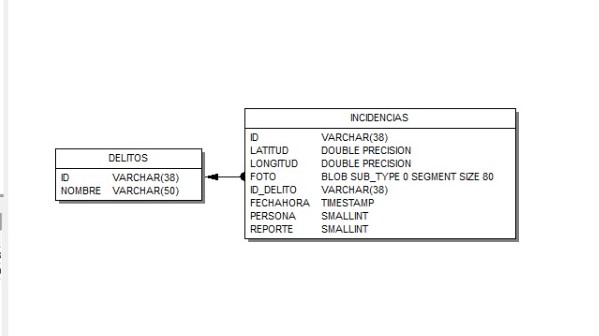 DELITOS
ID VARCHAR(38)
NOMBRE VARCHAR(50)
INCIDENCIAS
ID VARCHAR(38)
LATITUD DOUBLE PRECISION
LONGITUD DOUBLE PRECISION
FOTO BLOB SUB_TYPE 0 SEGMENT SIZE 80
ID_DELITO VARCHAR(38)
FECHAHORA TIMESTAMP
PERSONA SMALLINT
REPORTE SMALLINT